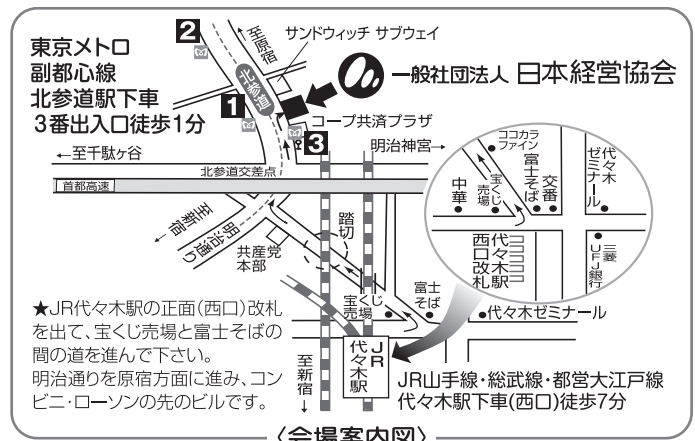 東京メトロ
副都心線
北参道駅下車
3番出入口徒歩1分
2
至原宿
サンドウィッチ サブウェイ
北参道
一般社団法人 日本経営協会
1
コープ共済プラザ
3
←至千駄ヶ谷
明治神宮→
北参道交差点
首都高速
至新宿
明治通り
共産党
本部
踏切
ココカラ
ファイン
代々木
ゼミナール
中華
宝くじ
売場
富士そば
交番
代々木駅
西口改札
三菱
UFJ銀行
★JR代々木駅の正面(西口)改札
を出て、宝くじ売場と富士そばの
間の道を進んで下さい。
明治通りを原宿方面に進み、コン
ビニ・ローソンの先のビルです。
宝くじ
売場
富士
そば
代々木ゼミナール
至新宿↓
JR
代々木駅
JR山手線・総武線・都営大江戸線
代々木駅下車(西口)徒歩7分
〈会場案内図〉